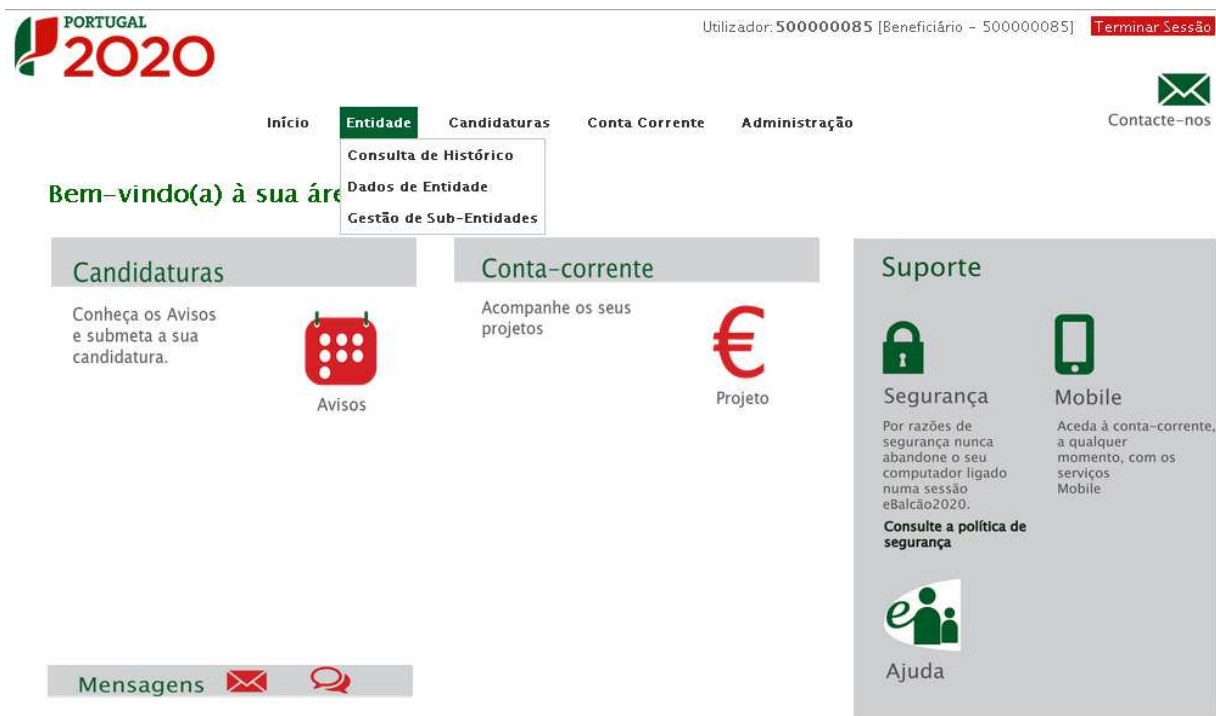 PORTUGAL
2020
Utilizador: 500000085 [Beneficiário - 500000085] Terminar Sessão
Contacte-nos
Início Entidade Candidaturas Conta Corrente Administração
Consulta de Histórico
Dados de Entidade
Gestão de Sub-Entidades
Bem-vindo(a) à sua
Candidaturas
Conheça os Avisos
e submeta a sua
candidatura.
Avisos
Conta-corrente
Acompanhe os seus
projetos
€
Projeto
Suporte
Segurança
Por razões de
segurança nunca
abandone o seu
computador ligado
numa sessão
eBalcão2020.
Consulte a política de
segurança
Mobile
Aceda à conta-corrente,
a qualquer
momento, com os
serviços
Mobile
e
Ajuda
Mensagens